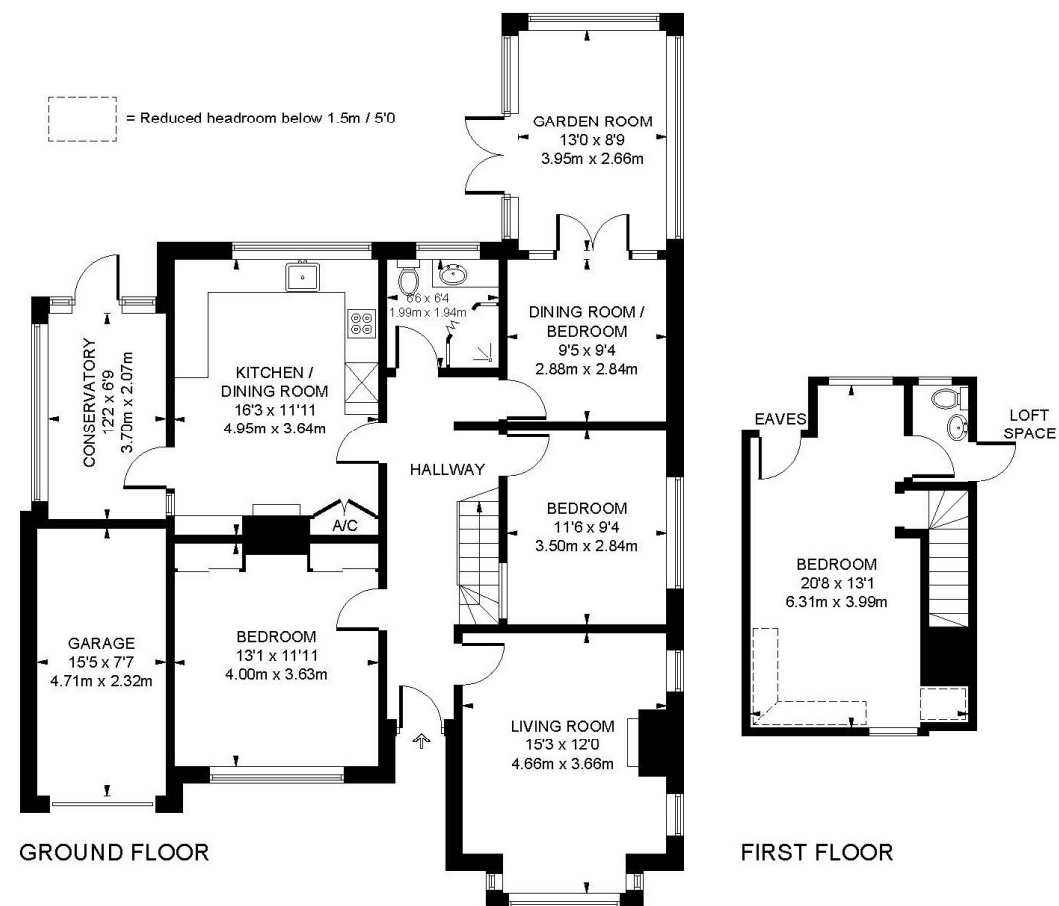 = Reduced headroom below 1.5m / 5'0
GARDEN ROOM
13'0 x 8'9
3.95m x 2.66m
6'6 x 6'4
1.99m x 1.94m
DINING ROOM /
BEDROOM
9'5 x 9'4
2.88m x 2.84m
CONSERVATORY
12'2 x 6'9
3.70m x 2.07m
KITCHEN /
DINING ROOM
16'3 x 11'11
4.95m x 3.64m
EAVES
LOFT
SPACE
HALLWAY
A/C
BEDROOM
11'6 x 9'4
3.50m x 2.84m
BEDROOM
20'8 x 13'1
6.31m x 3.99m
GARAGE
15'5 x 7'7
4.71m x 2.32m
BEDROOM
13'1 x 11'11
4.00m x 3.63m
LIVING ROOM
15'3 x 12'0
4.66m x 3.66m
GROUND FLOOR
FIRST FLOOR